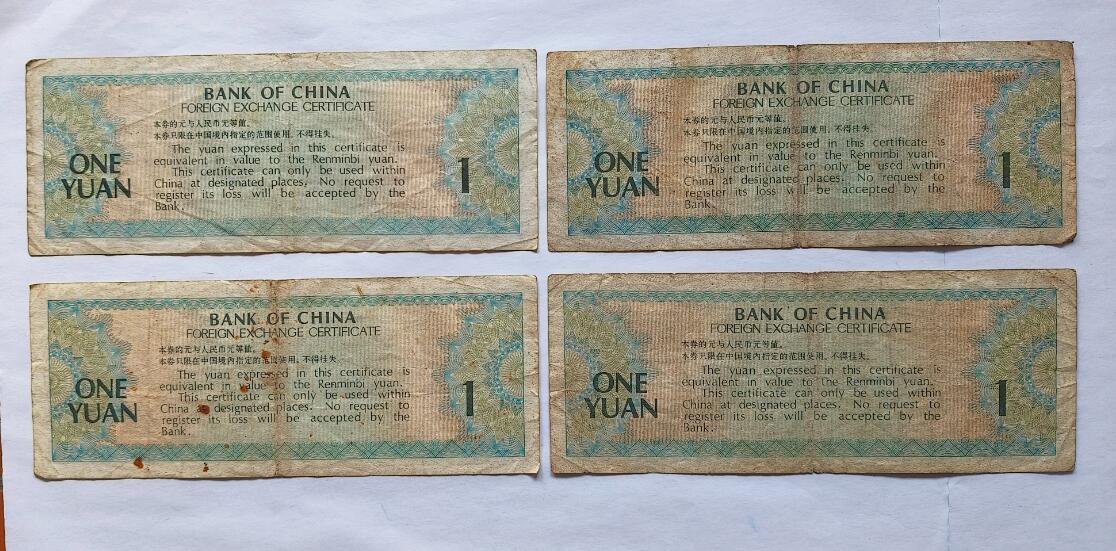 BANK OF CHINA
FOREIGN EXCHANGE CERTIFICATE
本券的元与人民币元等值。
本券只限在中国境内指定的范围使用,不得挂失。
The yuan expressed in this certificate is
equivalent in value to the Renminbi yuan.
This certificate can only be used within
China at designated places. No request to
register its loss will be accepted by the
Bank.
ONE
YUAN
1
BANK OF CHINA
FOREIGN EXCHANGE CERTIFICATE
本券的元与人民币元等值。
本券只限在中国境内指定的范围使用,不得挂失。
The yuan expressed in this certificate is
equivalent in value to the Renminbi yuan.
This certificate can only be used within
China at designated places. No request to
register its loss will be accepted by the
Bank.
ONE
YUAN
1
BANK OF CHINA
FOREIGN EXCHANGE CERTIFICATE
本券的元与人民币元等值。
本券只限在中国境内指定的范围使用,不得挂失。
The yuan expressed in this certificate is
equivalent in value to the Renminbi yuan.
This certificate can only be used within
China as designated places. No request to
register its loss will be accepted by the
Bank.
ONE
YUAN
1
BANK OF CHINA
FOREIGN EXCHANGE CERTIFICATE
本券的元与人民币元等值。
本券只限在中国境内指定的范围使用,不得挂失。
The yuan expressed in this certificate is
equivalent in value to the Renminbi yuan.
This certificate can only be used within
China at designated places. No request to
register its loss will be accepted by the
Bank.
ONE
YUAN
1